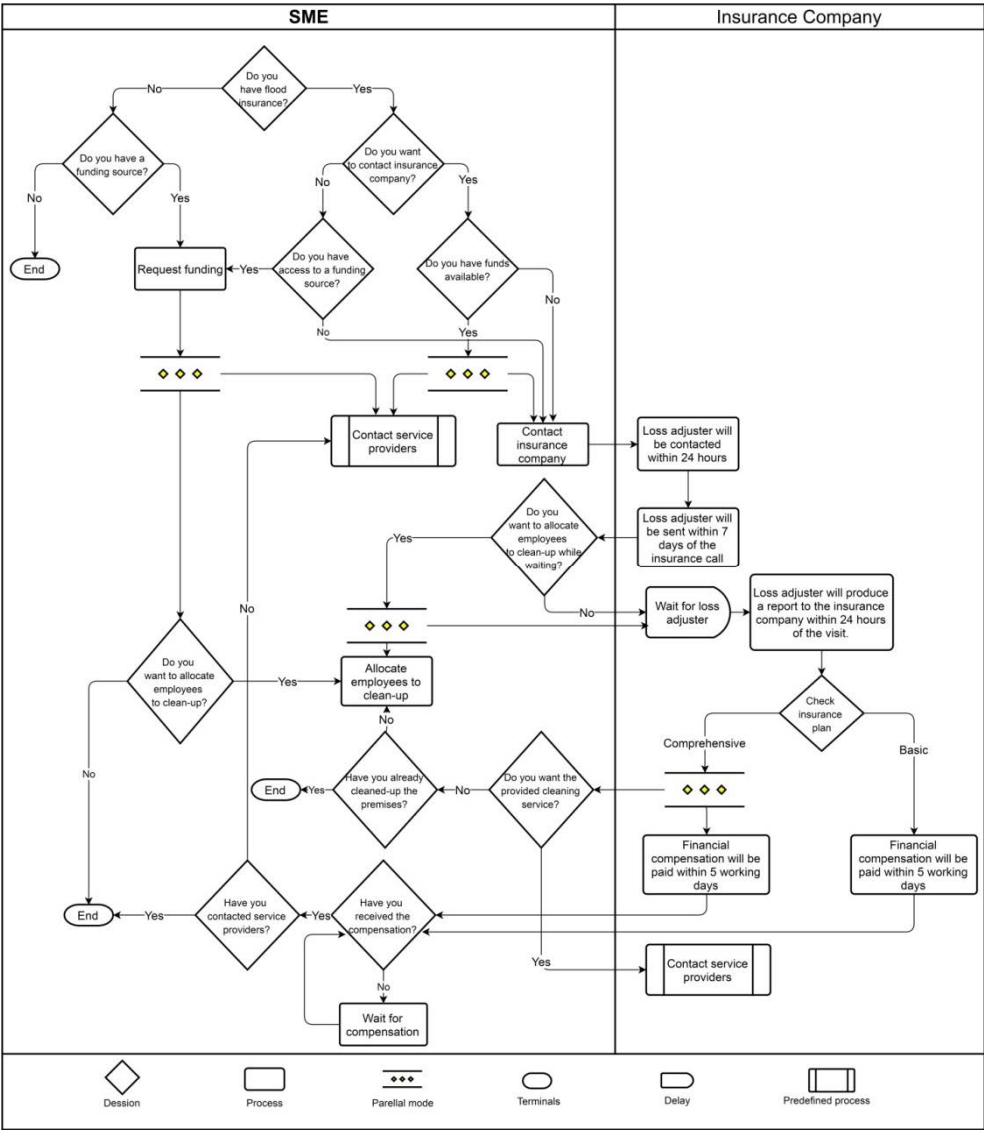 SME
Insurance Company
Do you
have flood
insurance?
No
Yes
Do you have a
funding source?
Do you want
to contact insurance
company?
No
Yes
No
Yes
End
Request funding
Yes
Do you have
access to a funding
source?
Do you have funds
available?
No
No
Yes
Contact service
providers
Contact
insurance
company
Loss adjuster will
be contacted
within 24 hours
Do you
want to allocate
employees
to clean-up while
waiting?
Loss adjuster will
be sent within 7
days of the
insurance call
Yes
No
Wait for loss
adjuster
Loss adjuster will produce
a report to the insurance
company within 24 hours
of the visit.
No
Do you
want to allocate
employees
to clean-up?
Yes
Allocate
employees to
clean-up
No
Check
insurance
plan
Comprehensive
Basic
No
End
Yes
Have you already
cleaned-up the
premises?
No
Do you want the
provided cleaning
service?
Financial
compensation will be
paid within 5 working
days
Financial
compensation will be
paid within 5 working
days
End
Yes
Have you
contacted service
providers?
Yes
Have you
received the
compensation?
Yes
Contact service
providers
No
Wait for
compensation
Dession
Process
Parellal mode
Terminals
Delay
Predefined process